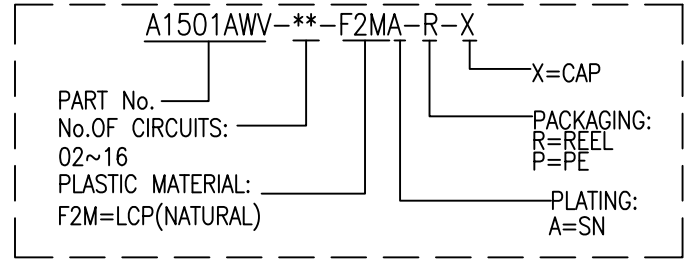 A1501AWV-**-F2MA-R-X
X=CAP
PART No.
No.OF CIRCUITS:
02~16
PACKAGING:
R=REEL
P=PE
PLASTIC MATERIAL:
F2M=LCP(NATURAL)
PLATING:
A=SN